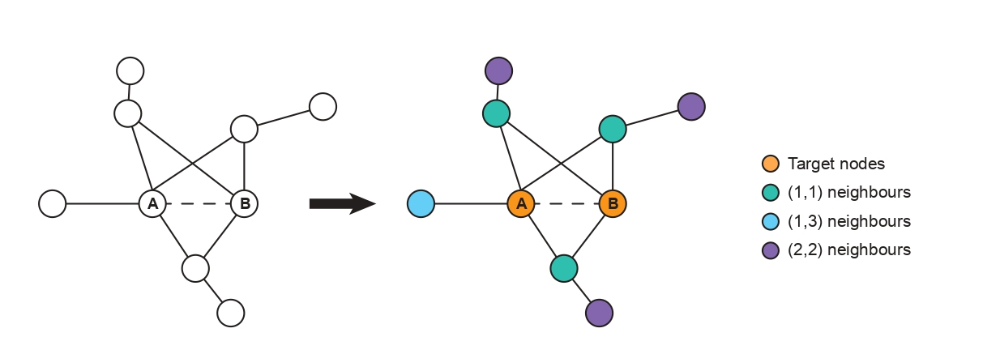 A B
A B
Target nodes
(1,1) neighbours
(1,3) neighbours
(2,2) neighbours